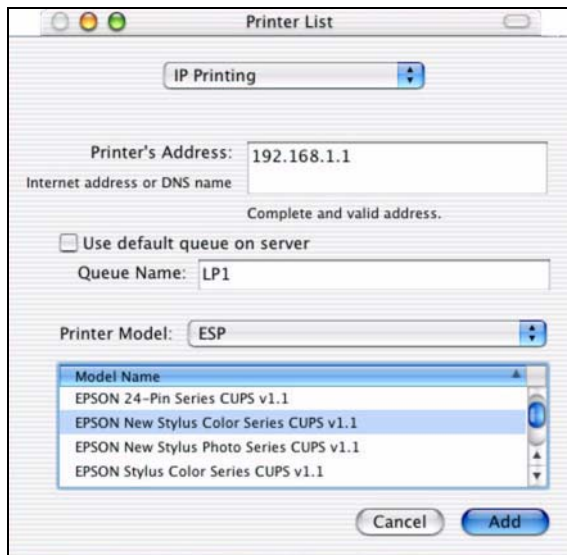 Printer List
IP Printing
Printer's Address: 192.168.1.1
Internet address or DNS name
Complete and valid address.
Use default queue on server
Queue Name: LP1
Printer Model: ESP
Model Name
EPSON 24-Pin Series CUPS v1.1
EPSON New Stylus Color Series CUPS v1.1
EPSON New Stylus Photo Series CUPS v1.1
EPSON Stylus Color Series CUPS v1.1
Cancel Add